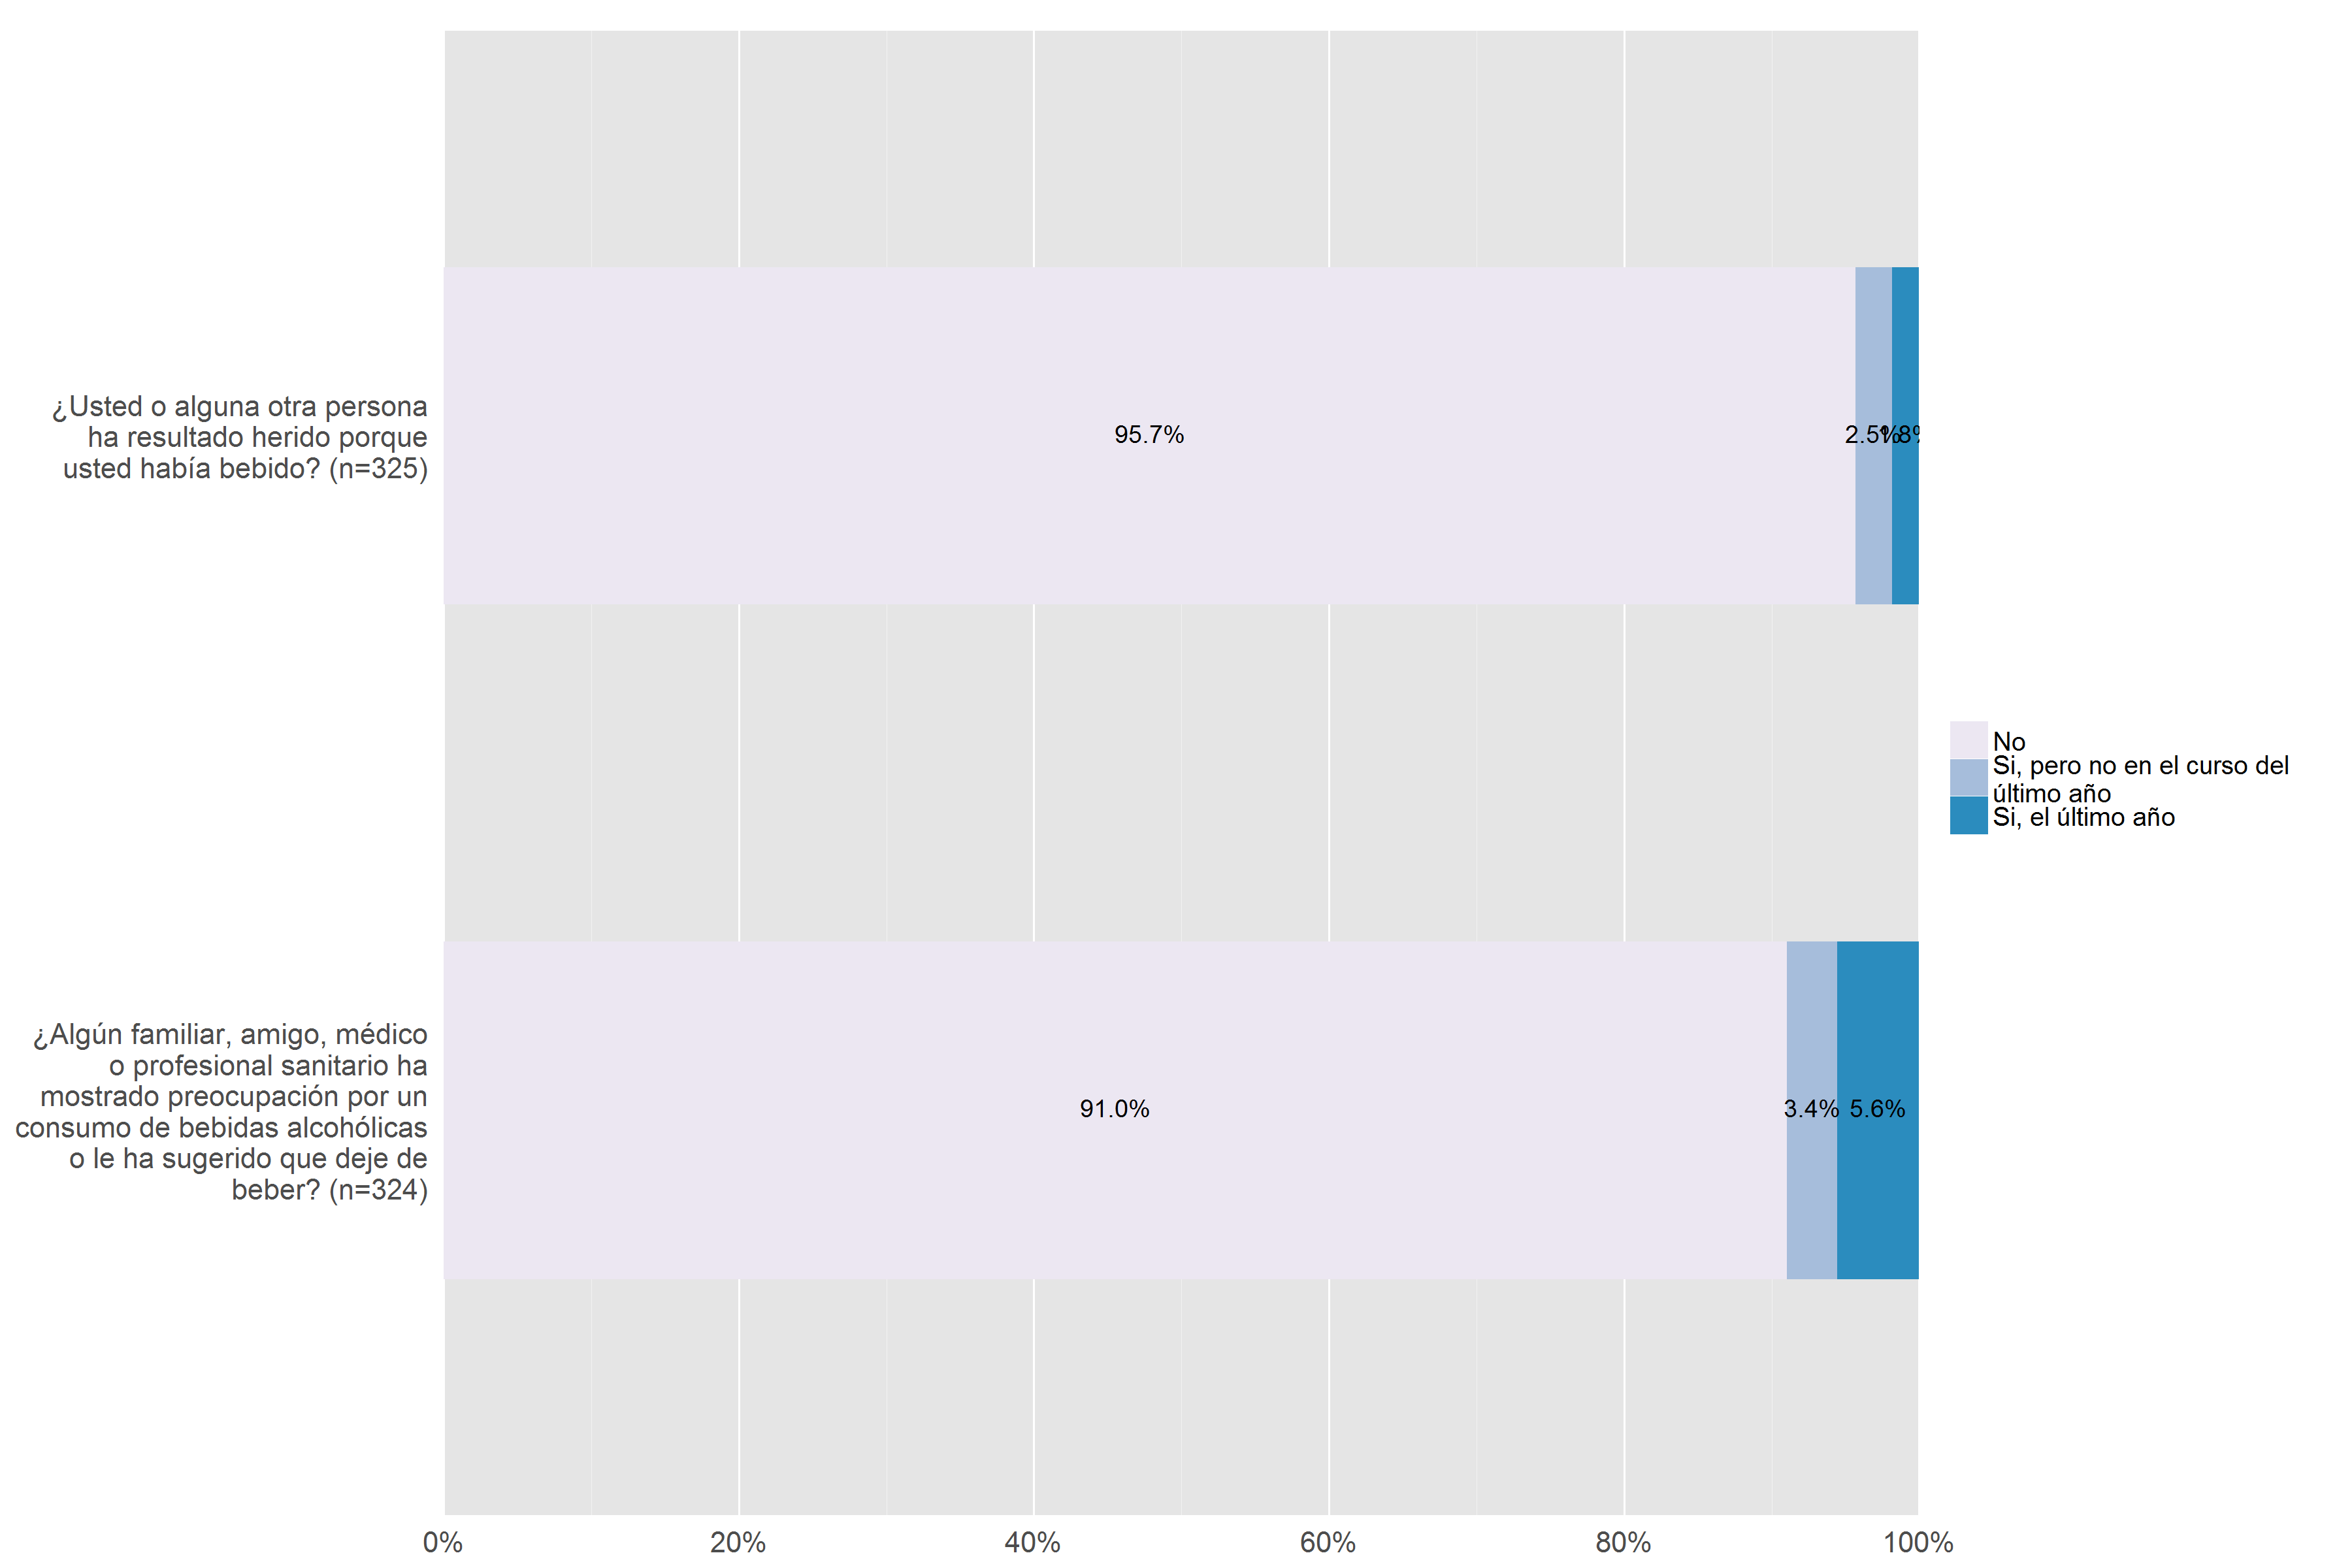 ¿Usted o alguna otra persona
ha resultado herido porque
usted había bebido? (n=325)
95.7%
2.5%
1.8%
¿Algún familiar, amigo, médico
o profesional sanitario ha
mostrado preocupación por un
consumo de bebidas alcohólicas
o le ha sugerido que deje de
beber? (n=324)
91.0%
3.4%
5.6%
No
Si, pero no en el curso del
último año
Si, el último año
0%
20%
40%
60%
80%
100%